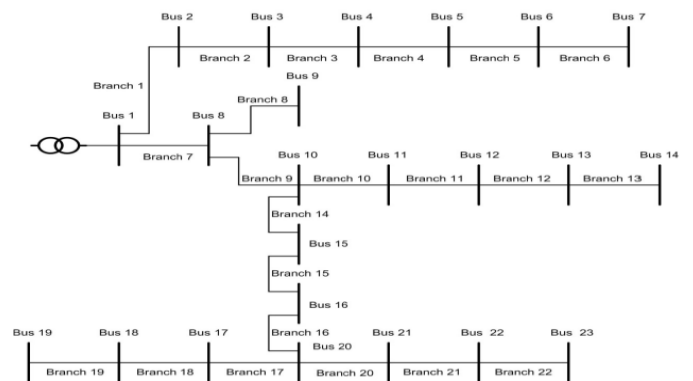 Bus 2 Bus 3 Bus 4 Bus 5 Bus 6 Bus 7
Branch 2 Branch 3 Branch 4 Branch 5 Branch 6
Bus 9
Branch 1
Branch 8
Bus 1 Bus 8
Branch 7
Bus 10 Bus 11 Bus 12 Bus 13 Bus 14
Branch 9 Branch 10 Branch 11 Branch 12 Branch 13
Branch 14
Bus 15
Branch 15
Bus 16
Branch 16
Bus 19 Bus 18 Bus 17 Bus 20 Bus 21 Bus 22 Bus 23
Branch 19 Branch 18 Branch 17 Branch 20 Branch 21 Branch 22